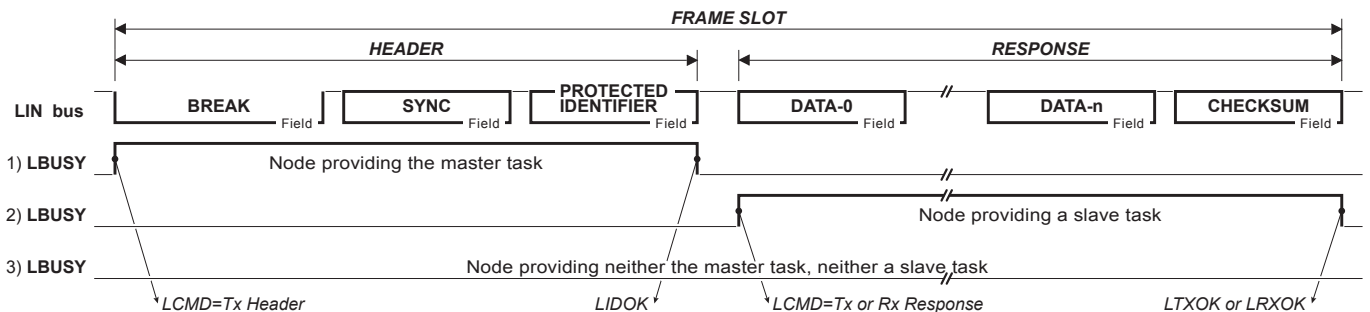 FRAME SLOT
HEADER RESPONSE
LIN bus BREAK Field SYNC Field PROTECTED IDENTIFIER Field DATA-0 Field DATA-n Field CHECKSUM Field
1) LBUSY Node providing the master task
2) LBUSY Node providing a slave task
3) LBUSY Node providing neither the master task, neither a slave task
LCMD=Tx Header LIDOK LCMD=Tx or Rx Response LTXOK or LRXOK